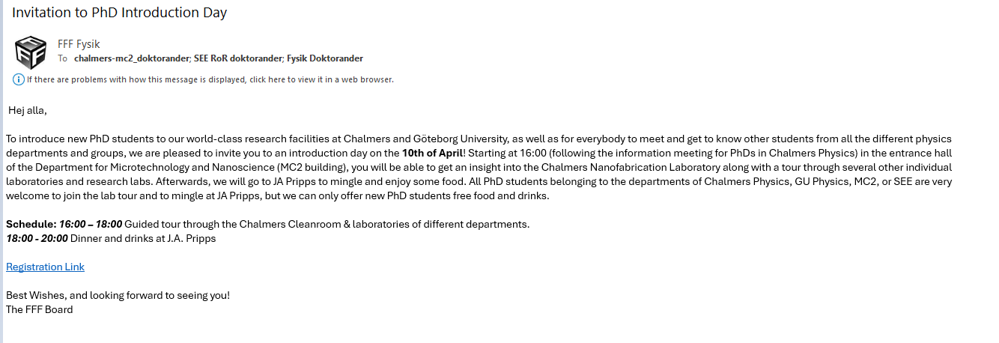 Invitation to PhD Introduction Day
FFF Fysik
To chalmers-mc2_doktorander; SEE RoR doktorander; Fysik Doktorander
If there are problems with how this message is displayed, click here to view it in a web browser.
Hej alla,
To introduce new PhD students to our world-class research facilities at Chalmers and Göteborg University, as well as for everybody to meet and get to know other students from all the different physics
departments and groups, we are pleased to invite you to an introduction day on the 10th of April! Starting at 16:00 (following the information meeting for PhDs in Chalmers Physics) in the entrance hall
of the Department for Microtechnology and Nanoscience (MC2 building), you will be able to get an insight into the Chalmers Nanofabrication Laboratory along with a tour through several other individual
laboratories and research labs. Afterwards, we will go to JA Pripps to mingle and enjoy some food. All PhD students belonging to the departments of Chalmers Physics, GU Physics, MC2, or SEE are very
welcome to join the lab tour and to mingle at JA Pripps, but we can only offer new PhD students free food and drinks.
Schedule: 16:00 – 18:00 Guided tour through the Chalmers Cleanroom & laboratories of different departments.
18:00 - 20:00 Dinner and drinks at J.A. Pripps
Registration Link
Best Wishes, and looking forward to seeing you!
The FFF Board